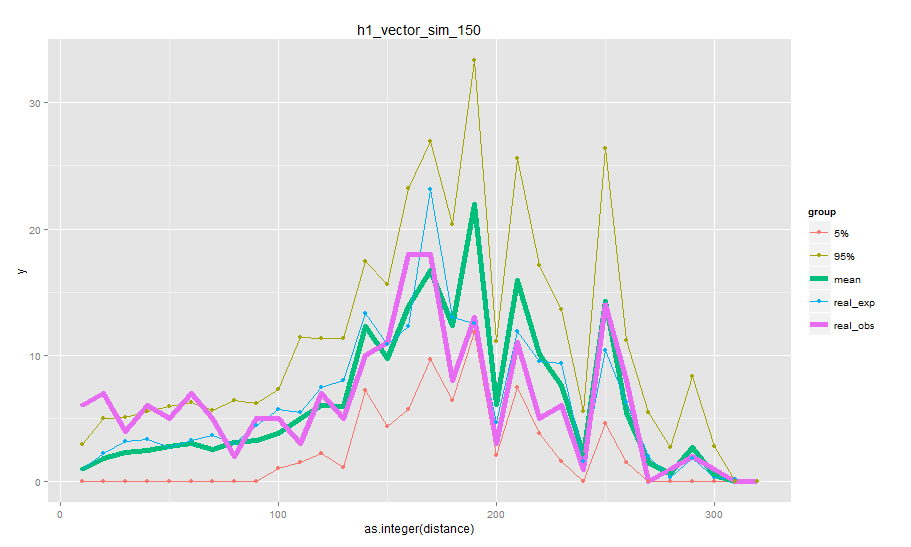 h1_vector_sim_150
y
30
20
10
0
0 100 200 300
as.integer(distance)
group
5%
95%
mean
real_exp
real_obs